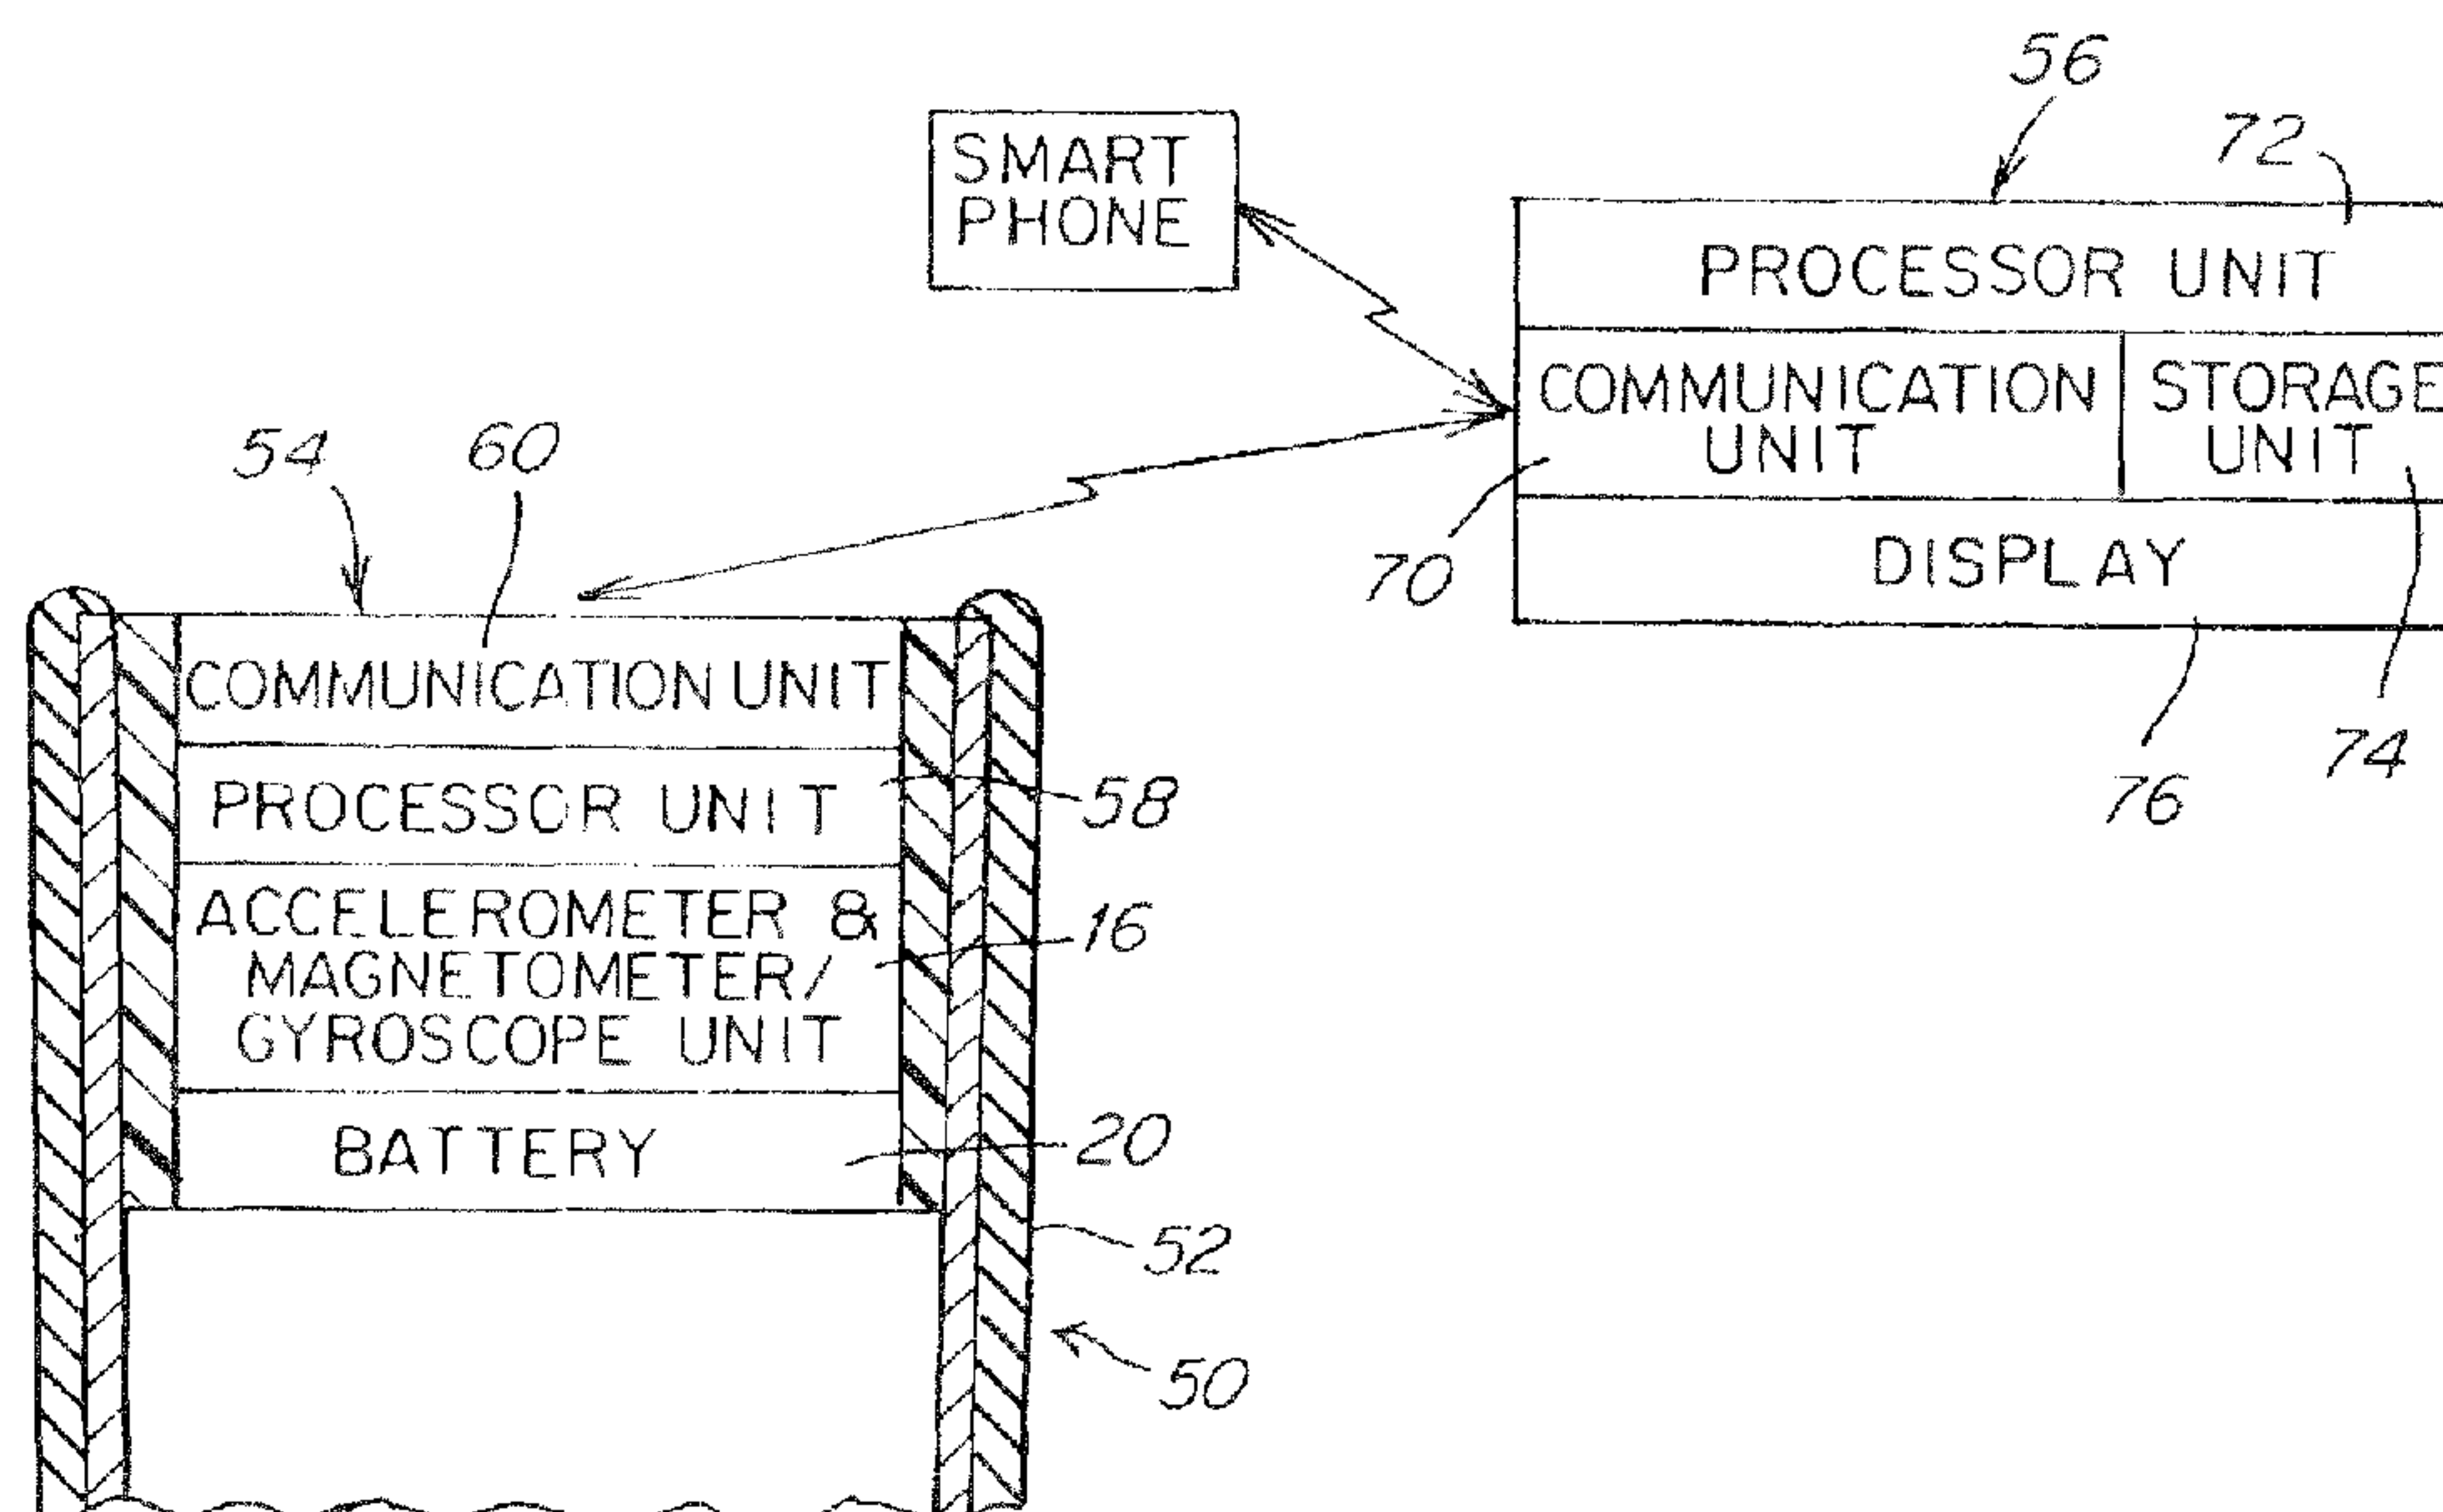 56
72
SMART
PHONE
PROCESSOR UNIT
COMMUNICATION
UNIT
STORAGE
UNIT
70
DISPLAY
74
76
54
60
COMMUNICATION UNIT
PROCESSOR UNIT
58
ACCELEROMETER &
MAGNETOMETER/
GYROSCOPE UNIT
16
BATTERY
20
52
50